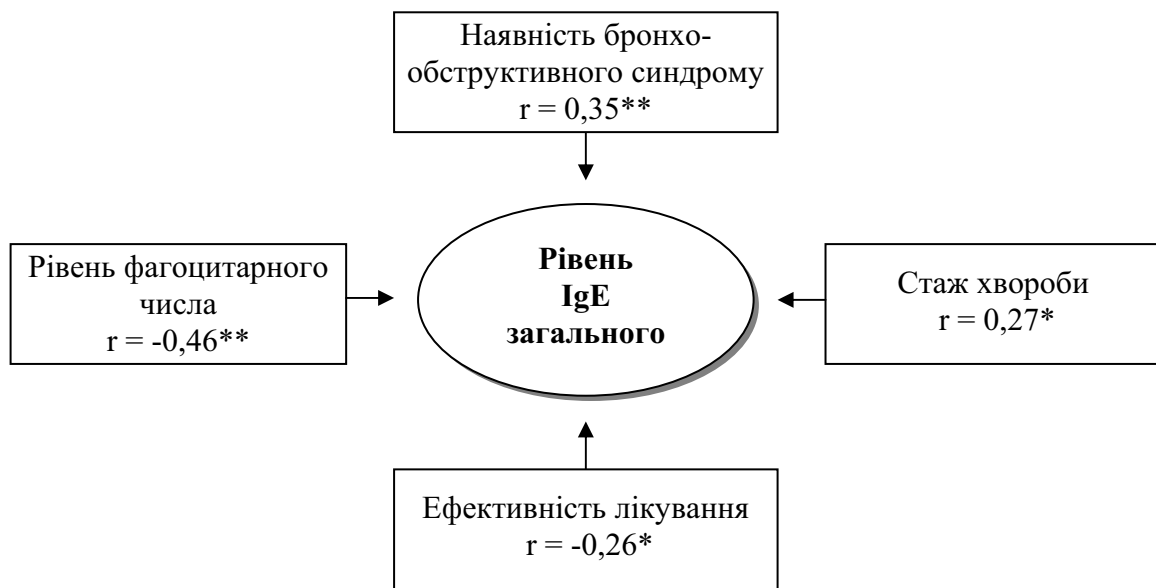 Наявність бронхо-
обструктивного синдрому
r = 0,35**
Рівень фагоцитарного
числа
r = -0,46**
Рівень
IgE
загального
Стаж хвороби
r = 0,27*
Ефективність лікування
r = -0,26*